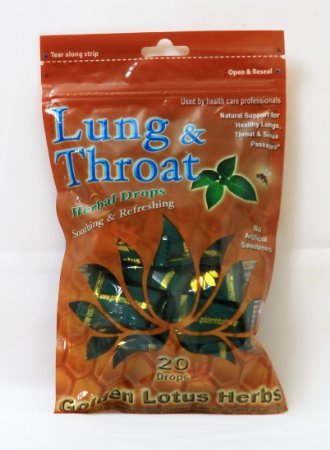 Tear along strip
Open & Reseal
Used by health care professionals
Lung &
Throat
Natural Support for
Healthy Lungs,
Throat & Sinus
Passages*
Herbal Drops
Soothing & Refreshing
No
Artificial
Sweeteners
20
Drops
Golden Lotus Herbs